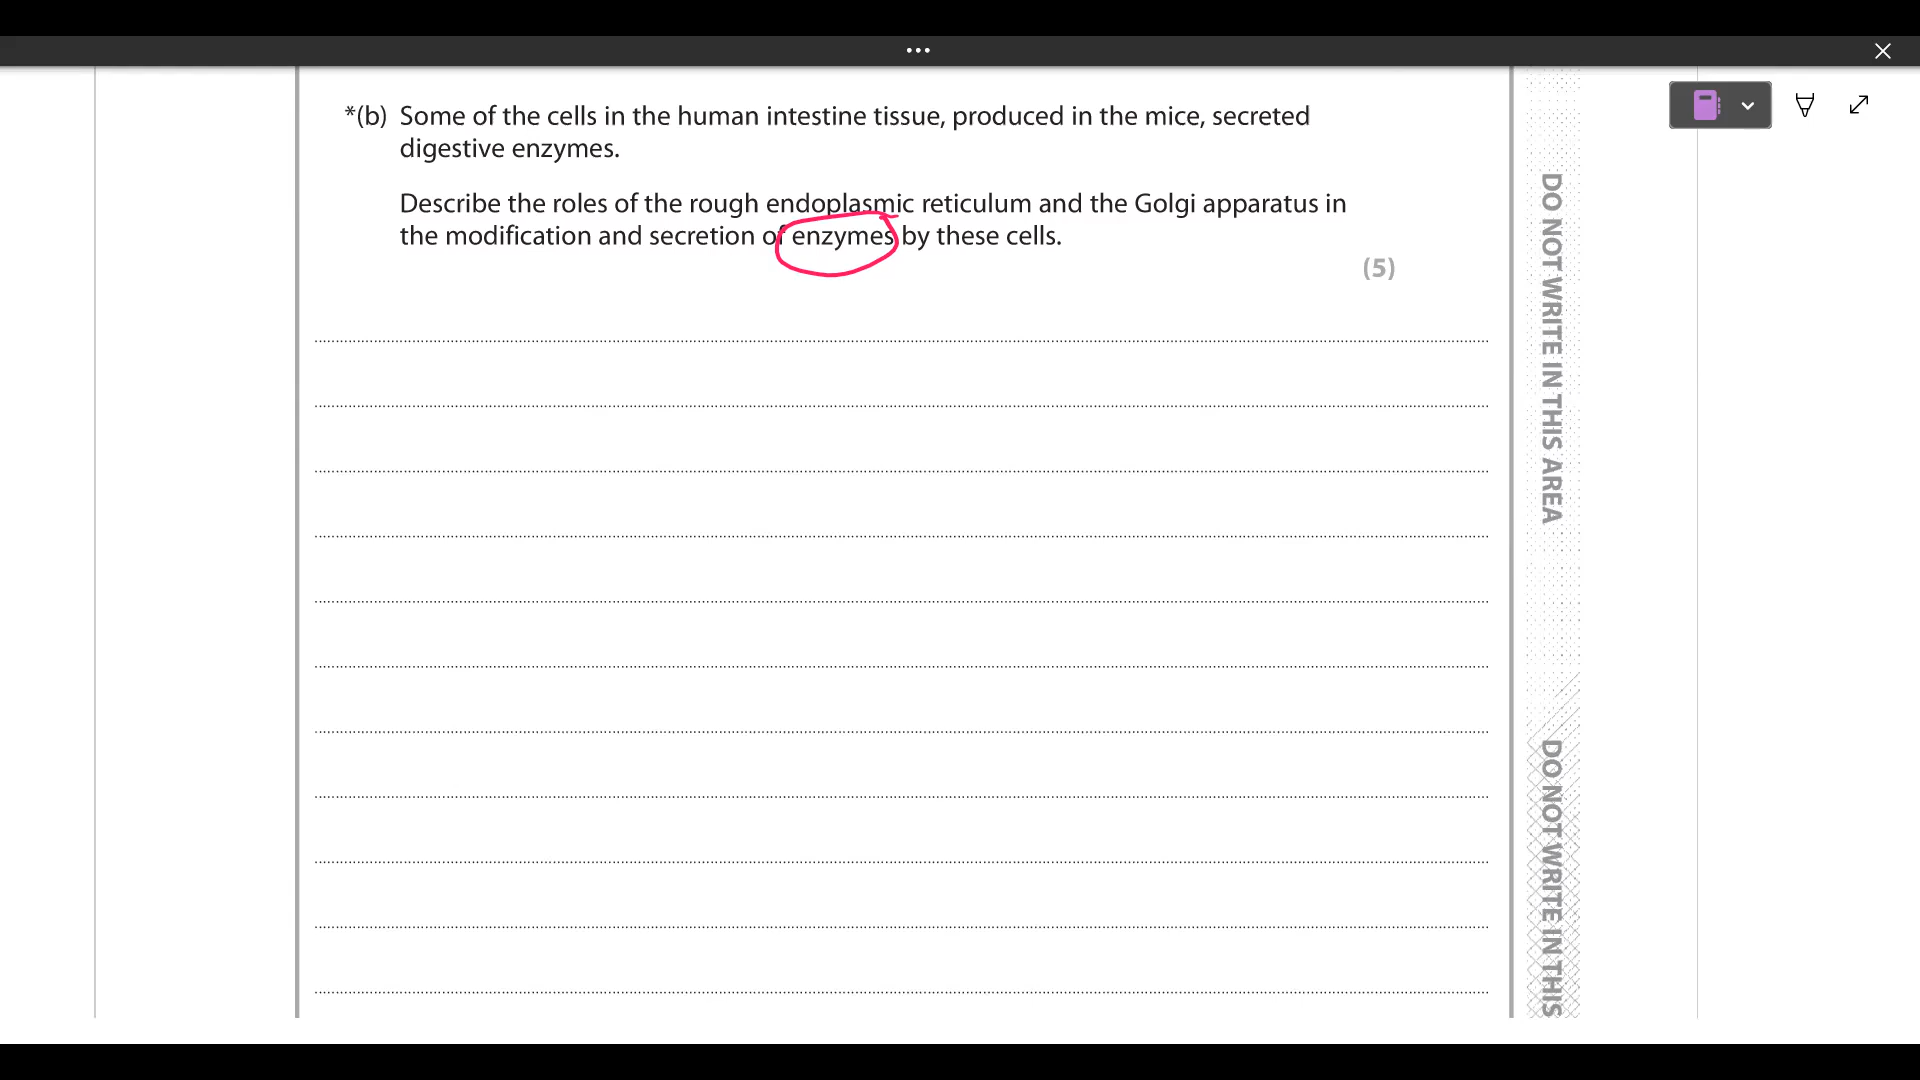 *(b) Some of the cells in the human intestine tissue, produced in the mice, secreted
digestive enzymes.
Describe the roles of the rough endoplasmic reticulum and the Golgi apparatus in
the modification and secretion of enzymes by these cells.
(5)
DO NOT WRITE IN THIS AREA
DO NOT WRITE IN THIS